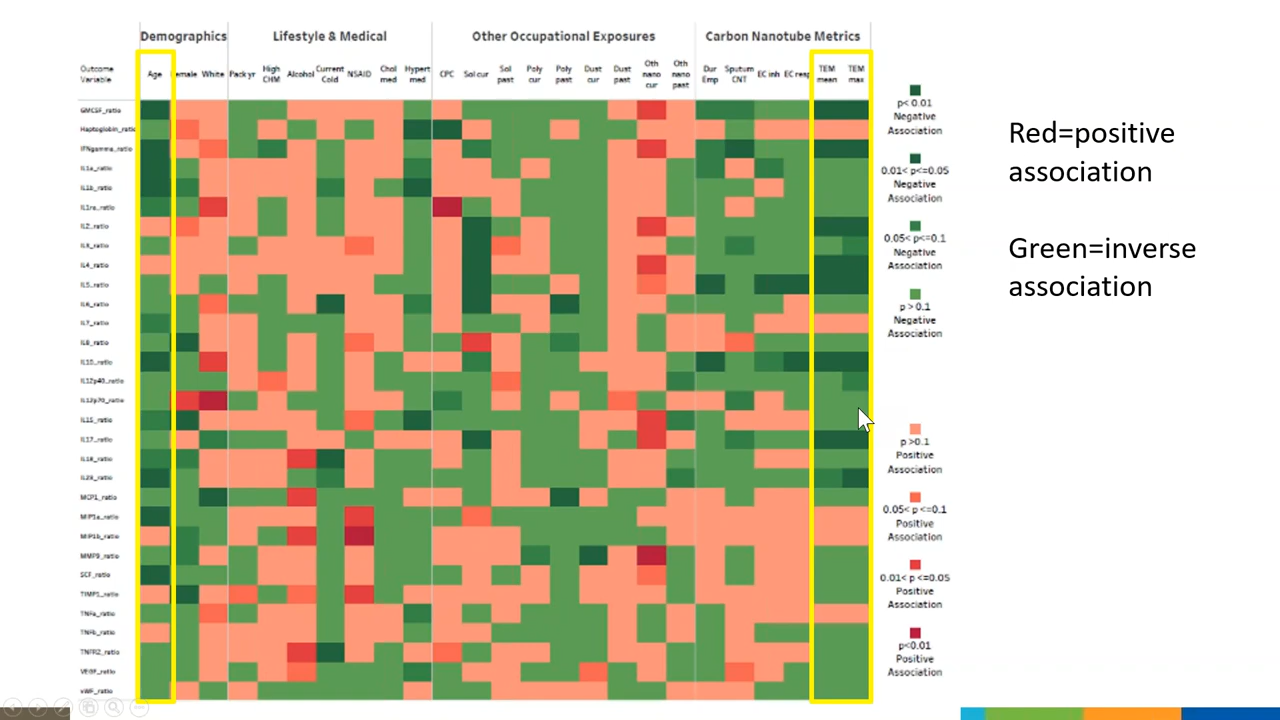 Demographics Lifestyle & Medical Other Occupational Exposures Carbon Nanotube Metrics
Outcome Variable Age emale White Pack yr High CHM Alcohol Current Cold NSAID Chol med Hypert med CPC Sol cur Sol past Poly cur Poly past Dust cur Dust past Oth nano cur Oth nano past Dur Emp Sputum CNT EC inh EC resp TEM mean TEM max
GMCSF_ratio
Haptoglobin_ratio
IFNgamma_ratio
IL1a_ratio
IL1b_ratio
IL1ra_ratio
IL2_ratio
IL3_ratio
IL4_ratio
IL5_ratio
IL6_ratio
IL7_ratio
IL8_ratio
IL10_ratio
IL12p40_ratio
IL12p70_ratio
IL15_ratio
IL17_ratio
IL18_ratio
IL23_ratio
MCP1_ratio
MIP1a_ratio
MIP1b_ratio
MMP9_ratio
SCF_ratio
TIMP1_ratio
TNFa_ratio
TNFb_ratio
TNFR2_ratio
VEGF_ratio
vWF_ratio
p< 0.01
Negative
Association
0.01< p<=0.05
Negative
Association
0.05< p<=0.1
Negative
Association
p > 0.1
Negative
Association
p >0.1
Positive
Association
0.05< p <=0.1
Positive
Association
0.01< p <=0.05
Positive
Association
p<0.01
Positive
Association
Red=positive
association
Green=inverse
association